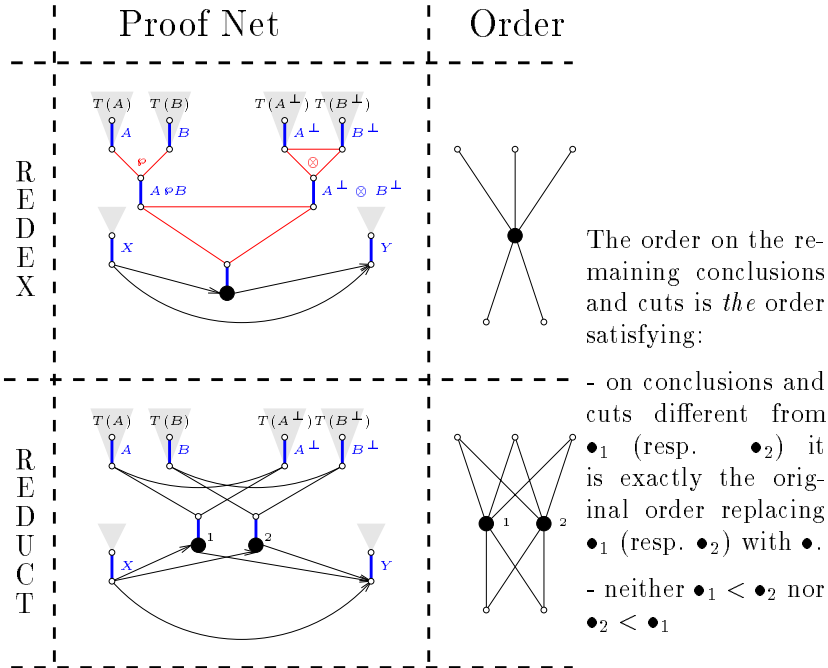 Proof Net
Order
REDEX
T(A) T(B) T(A⊥) T(B⊥)
A B A⊥ B⊥
℘ ⊗
A℘B A⊥ ⊗ B⊥
X Y
The order on the re-
maining conclusions
and cuts is the order
satisfying:
- on conclusions and
cuts different from
●1 (resp. ●2) it
is exactly the orig-
inal order replacing
●1 (resp. ●2) with ●.
- neither ●1 < ●2 nor
●2 < ●1
REDUCT
T(A) T(B) T(A⊥) T(B⊥)
A B A⊥ B⊥
1 2
X Y
1 2